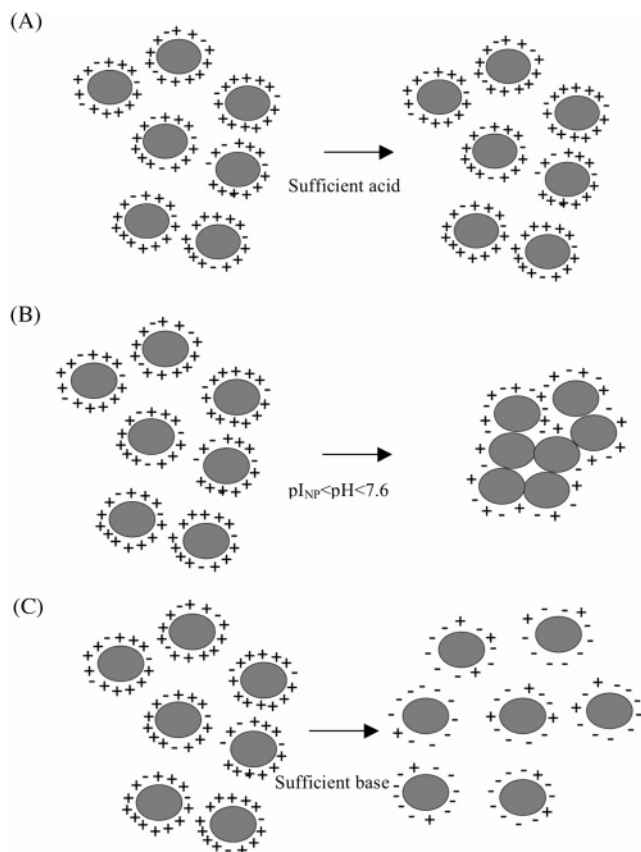 (A)
Sufficient acid
(B)
pI_NP<pH<7.6
(C)
Sufficient base